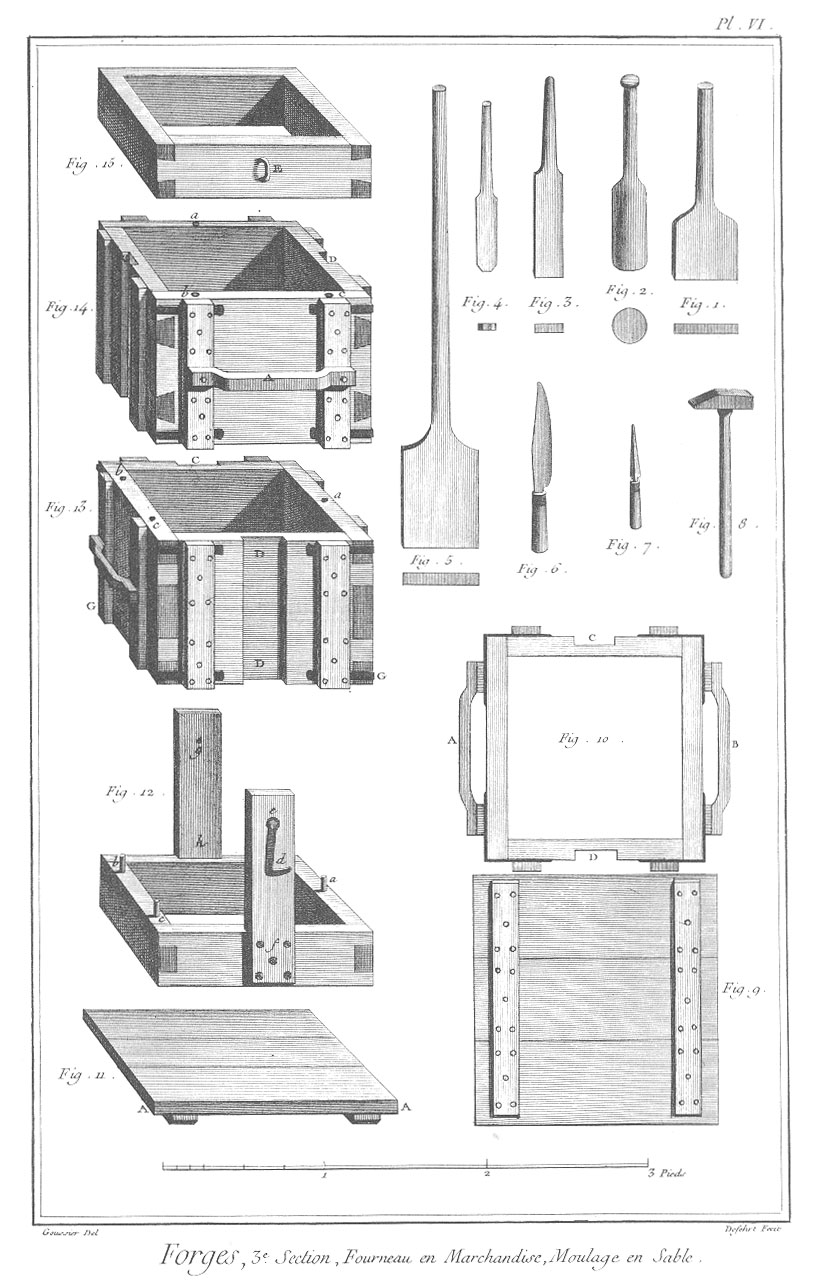 Pl . VI .
Fig . 15 .
E
a
D
Fig . 14 .
b
c
A
Fig . 4 .
Fig . 3 .
Fig . 2 .
Fig . 1 .
C
b
a
Fig . 13 .
c
D
G
D
G
Fig . 5 .
Fig . 6 .
Fig . 7 .
Fig . 8 .
C
A
Fig . 10 .
B
D
g
Fig . 12 .
h
e
d
b
a
c
f
Fig . 9 .
Fig . 11 .
A
A
1
2
3 Pieds
Goussier Del
Defehrt Fecit
Forges, 3e. Section, Fourneau en Marchandise, Moulage en Sable .